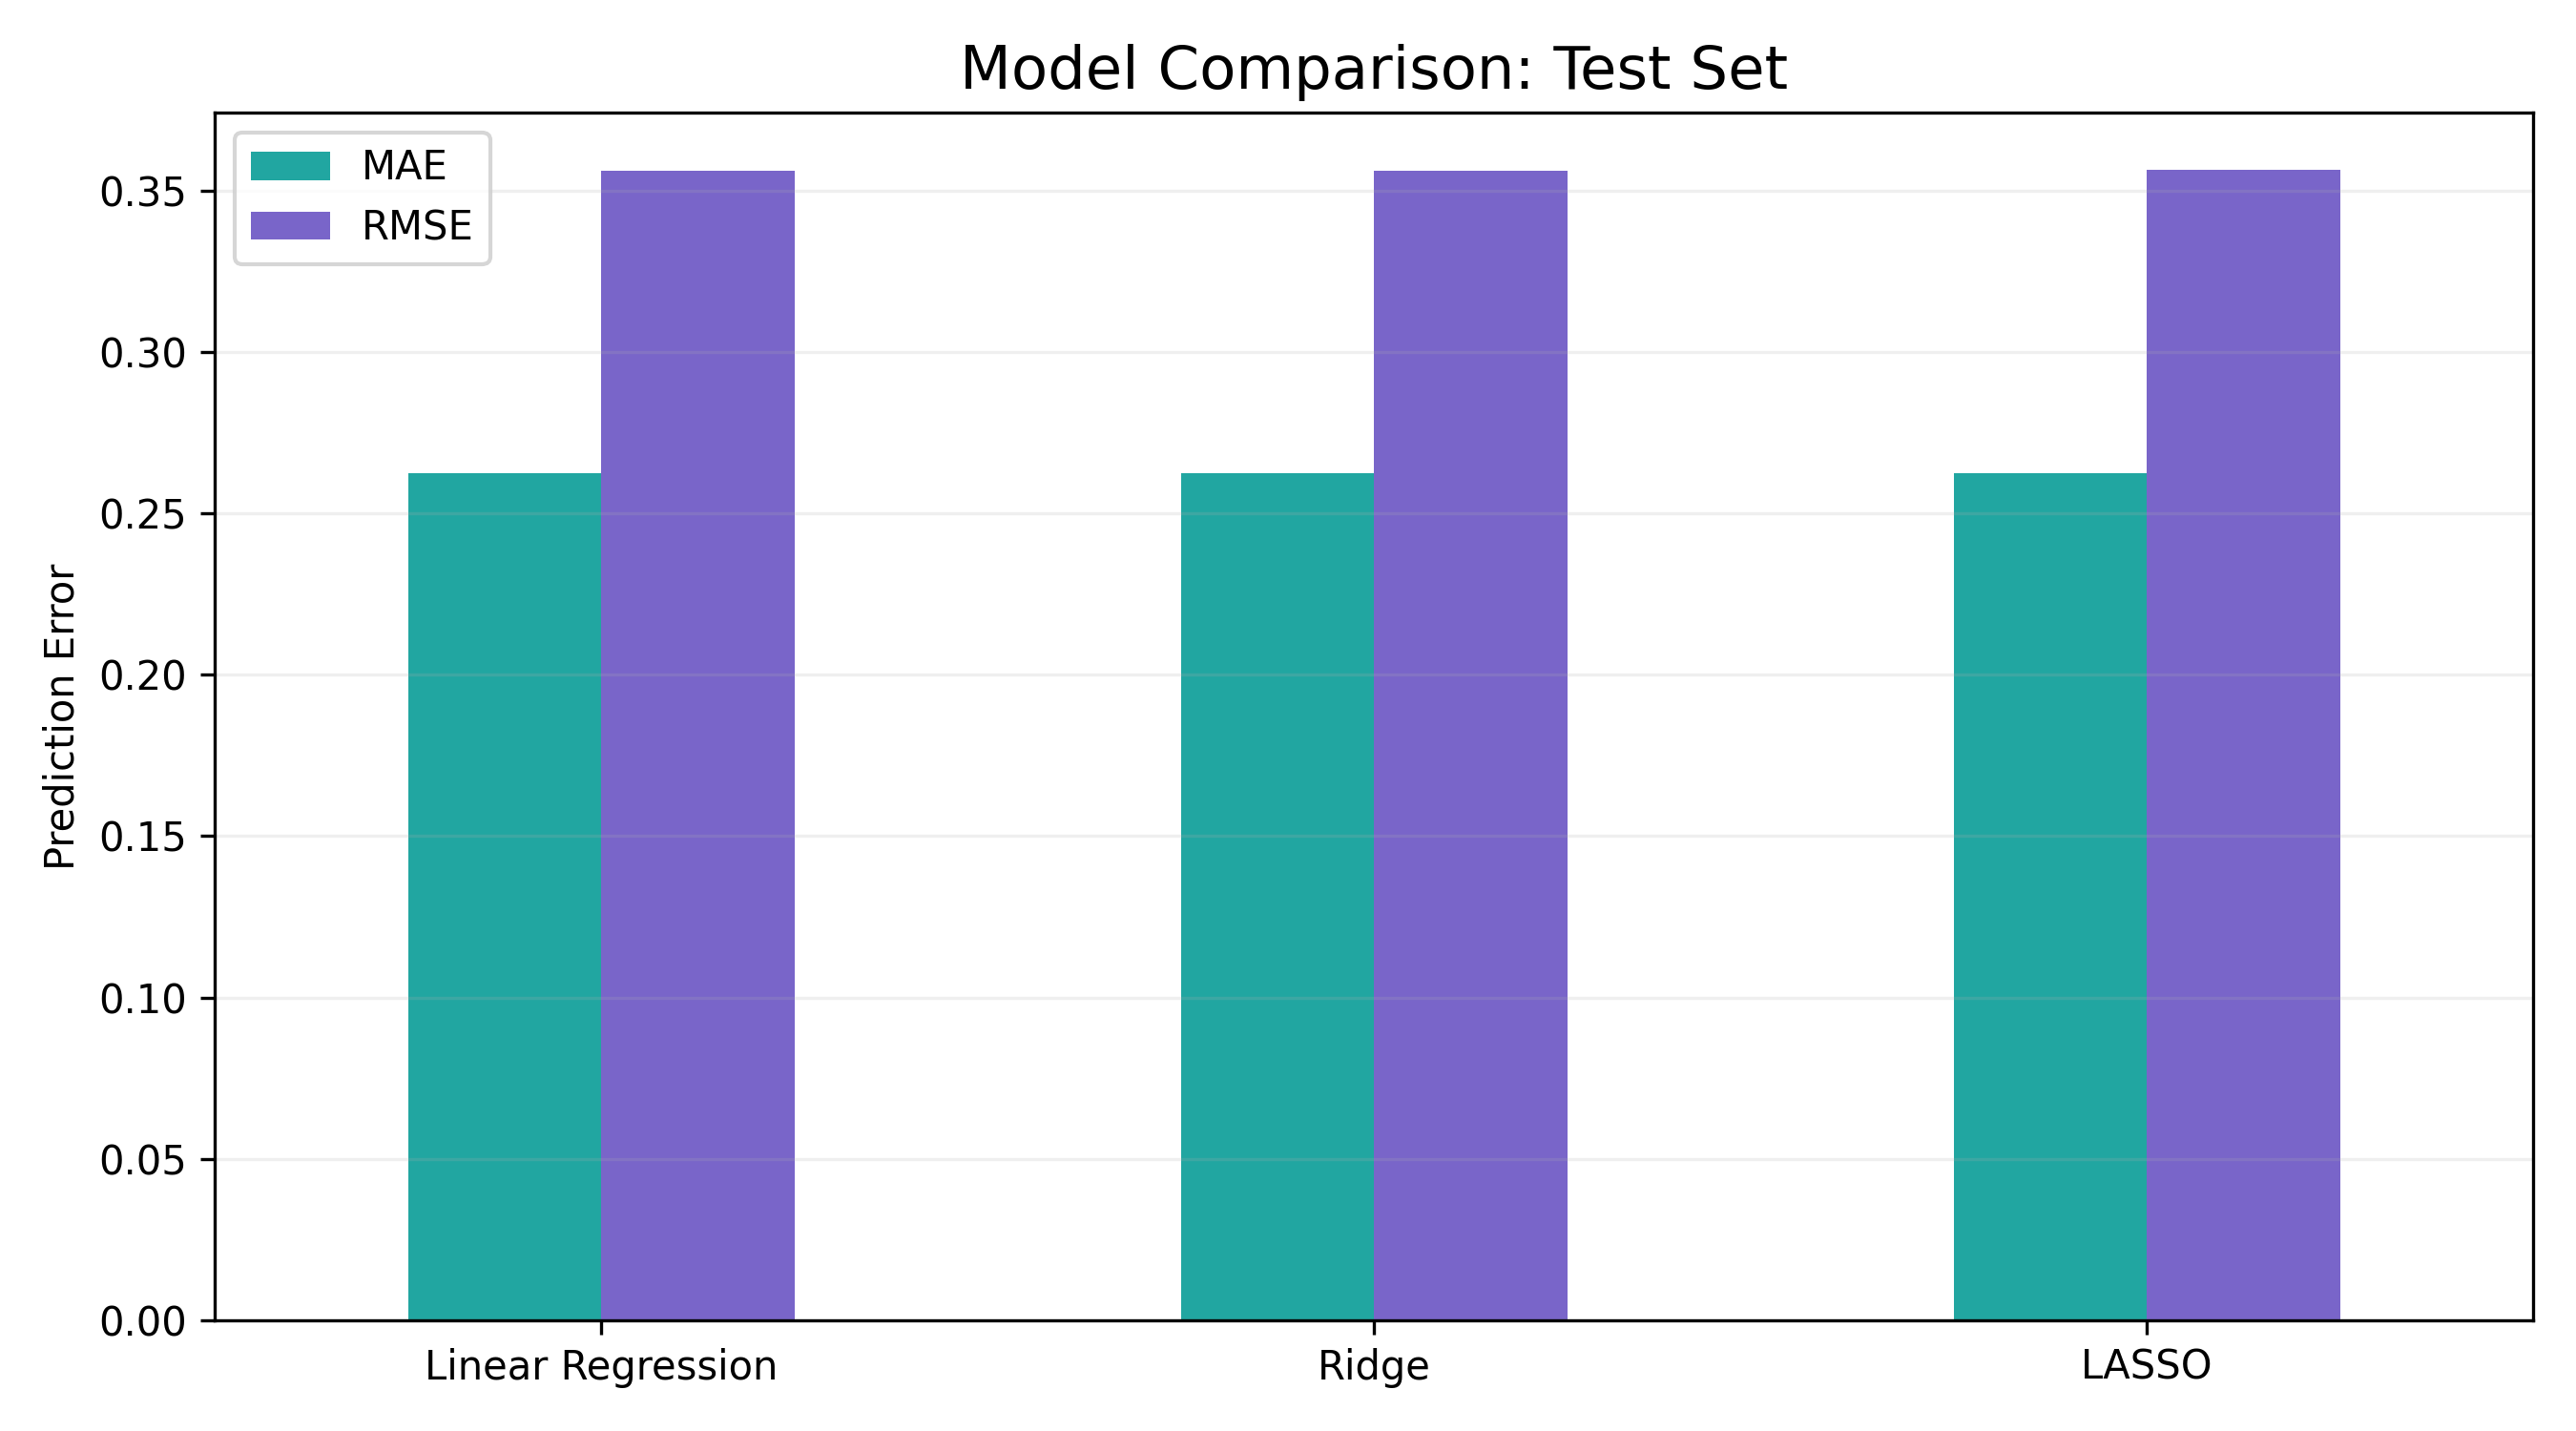 Model Comparison: Test Set
MAE
RMSE
Prediction Error
0.35
0.30
0.25
0.20
0.15
0.10
0.05
0.00
Linear Regression
Ridge
LASSO